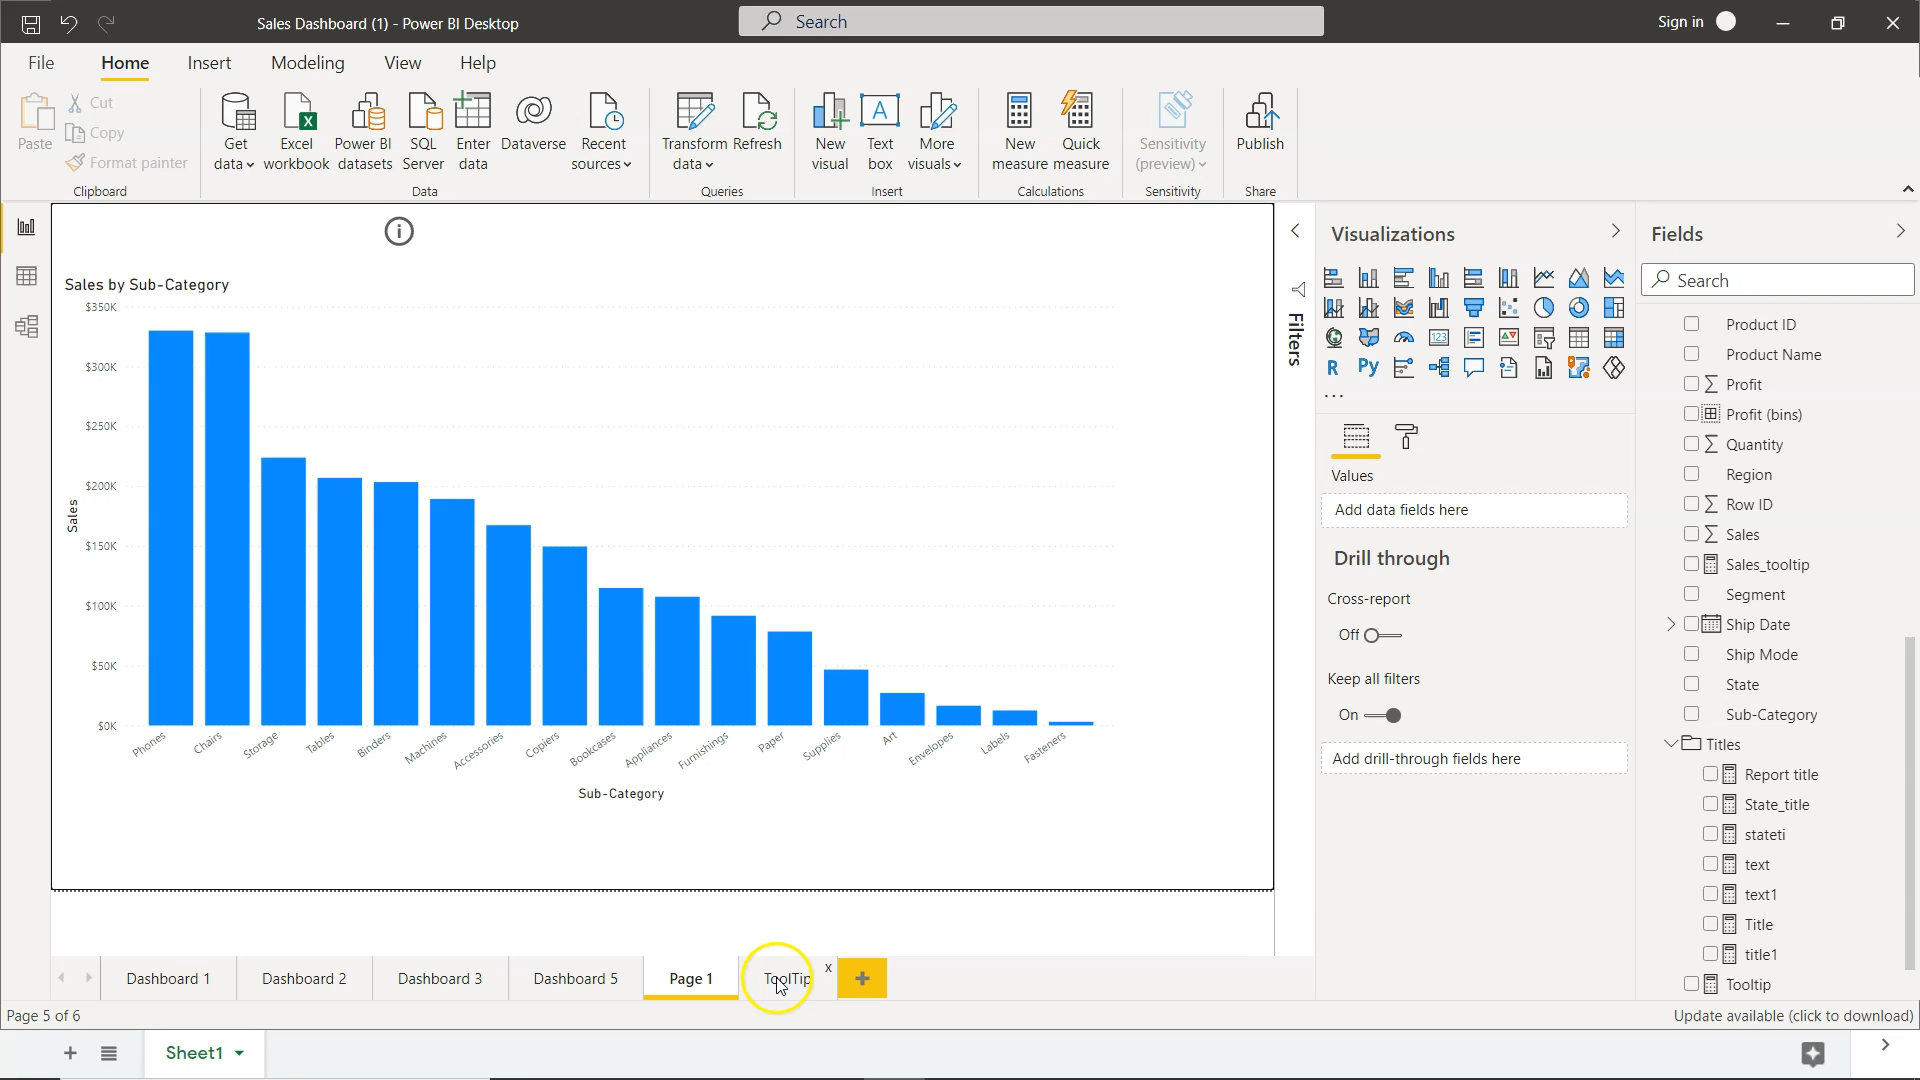 Sales Dashboard (1) - Power BI Desktop
Search
Sign in
File Home Insert Modeling View Help
Paste
Cut
Copy
Format painter
Clipboard
Get data
Excel workbook
Power BI datasets
SQL Server
Enter data
Dataverse
Recent sources
Data
Transform data
Refresh
Queries
New visual
Text box
More visuals
Insert
New measure
Quick measure
Calculations
Sensitivity (preview)
Sensitivity
Publish
Share
Sales by Sub-Category
$350K
$300K
$250K
$200K
$150K
$100K
$50K
$0K
Sales
Phones Chairs Storage Tables Binders Machines Accessories Copiers Bookcases Appliances Furnishings Paper Supplies Art Envelopes Labels Fasteners
Sub-Category
Filters
Visualizations
123
R Py
...
Values
Add data fields here
Drill through
Cross-report
Off
Keep all filters
On
Add drill-through fields here
Fields
Search
Product ID
Product Name
Profit
Profit (bins)
Quantity
Region
Row ID
Sales
Sales_tooltip
Segment
Ship Date
Ship Mode
State
Sub-Category
Titles
Report title
State_title
stateti
text
text1
Title
title1
Tooltip
Dashboard 1 Dashboard 2 Dashboard 3 Dashboard 5 Page 1 ToolTip x +
Page 5 of 6
Update available (click to download)
Sheet1